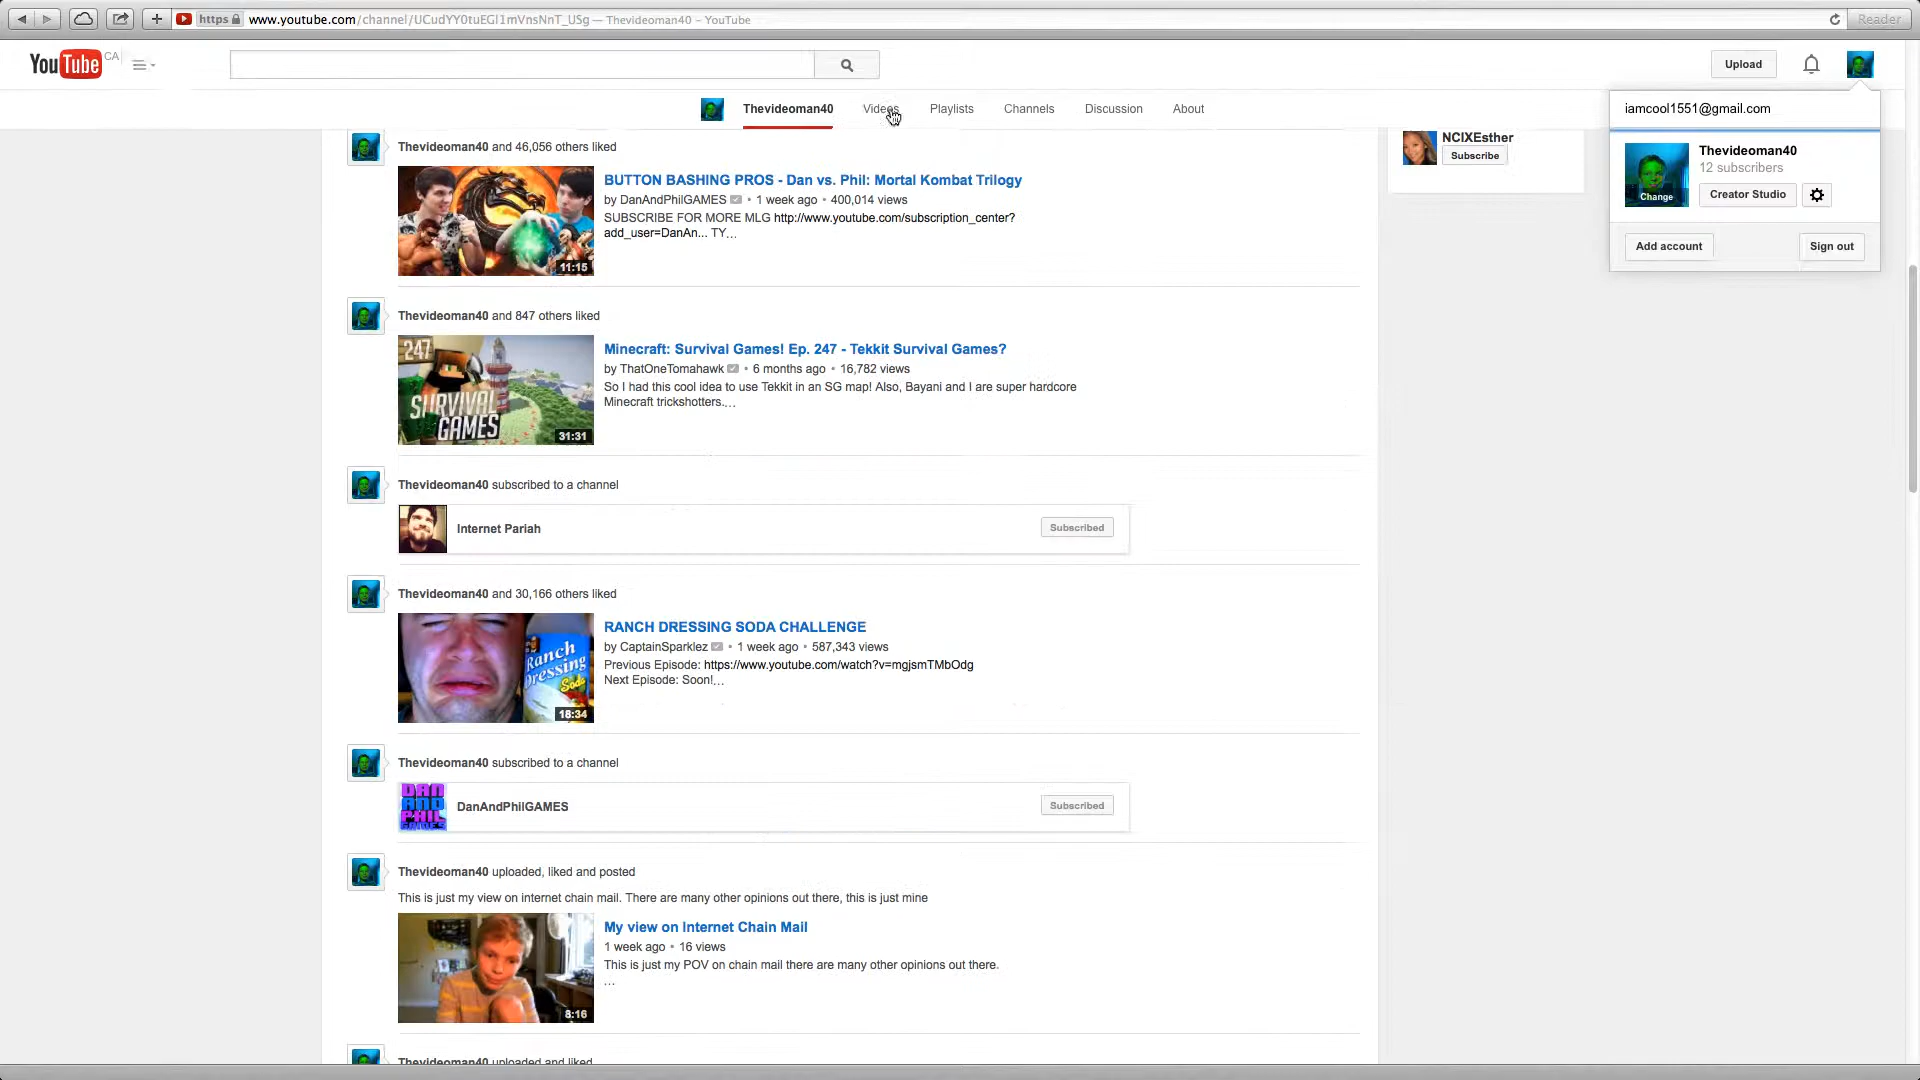 https www.youtube.com/channel/UCudYY0tuEGl1mVnsNnT_USg — Thevideoman40 – YouTube
Reader
YouTube CA
Upload
Thevideoman40 Videos Playlists Channels Discussion About
iamcool1551@gmail.com
Thevideoman40
12 subscribers
Change
Creator Studio
Add account
Sign out
NCIXEsther
Subscribe
Thevideoman40 and 46,056 others liked
BUTTON BASHING PROS - Dan vs. Phil: Mortal Kombat Trilogy
by DanAndPhilGAMES • 1 week ago • 400,014 views
SUBSCRIBE FOR MORE MLG http://www.youtube.com/subscription_center?
add_user=DanAn... TY…
11:15
Thevideoman40 and 847 others liked
247
SURVIVAL
GAMES
31:31
Minecraft: Survival Games! Ep. 247 - Tekkit Survival Games?
by ThatOneTomahawk • 6 months ago • 16,782 views
So I had this cool idea to use Tekkit in an SG map! Also, Bayani and I are super hardcore
Minecraft trickshotters.…
Thevideoman40 subscribed to a channel
Internet Pariah
Subscribed
Thevideoman40 and 30,166 others liked
Ranch
Dressing
Soda
18:34
RANCH DRESSING SODA CHALLENGE
by CaptainSparklez • 1 week ago • 587,343 views
Previous Episode: https://www.youtube.com/watch?v=mgjsmTMbOdg
Next Episode: Soon!…
Thevideoman40 subscribed to a channel
DAN
AND
PHIL
GAMES
DanAndPhilGAMES
Subscribed
Thevideoman40 uploaded, liked and posted
This is just my view on internet chain mail. There are many other opinions out there, this is just mine
8:16
My view on Internet Chain Mail
1 week ago • 16 views
This is just my POV on chain mail there are many other opinions out there.
…
Thevideoman40 uploaded and liked